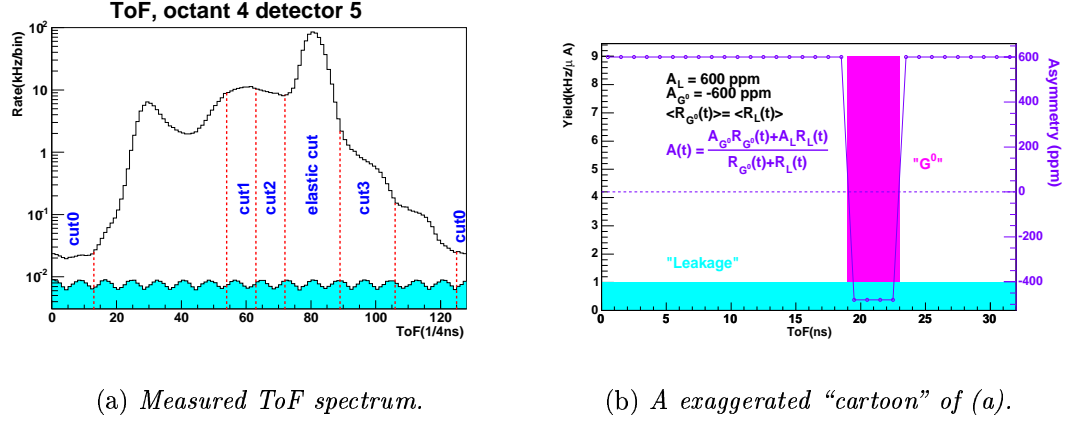 ToF, octant 4 detector 5
Rate(kHz/bin)
10²
10
1
10⁻¹
10⁻²
cut0
cut1
cut2
elastic cut
cut3
cut0
0 20 40 60 80 100 120
ToF(1/4ns)
(a) Measured ToF spectrum.
Yield(kHz/μ A)
9
8
7
6
5
4
3
2
1
0
A_L = 600 ppm
A_G⁰ = -600 ppm
<R_G⁰(t)>= <R_L(t)>
A(t) = (A_G⁰R_G⁰(t)+A_LR_L(t))/(R_G⁰(t)+R_L(t))
"G⁰"
"Leakage"
600
400
200
0
-200
-400
Asymmetry (ppm)
0 5 10 15 20 25 30
ToF(ns)
(b) A exaggerated “cartoon” of (a).